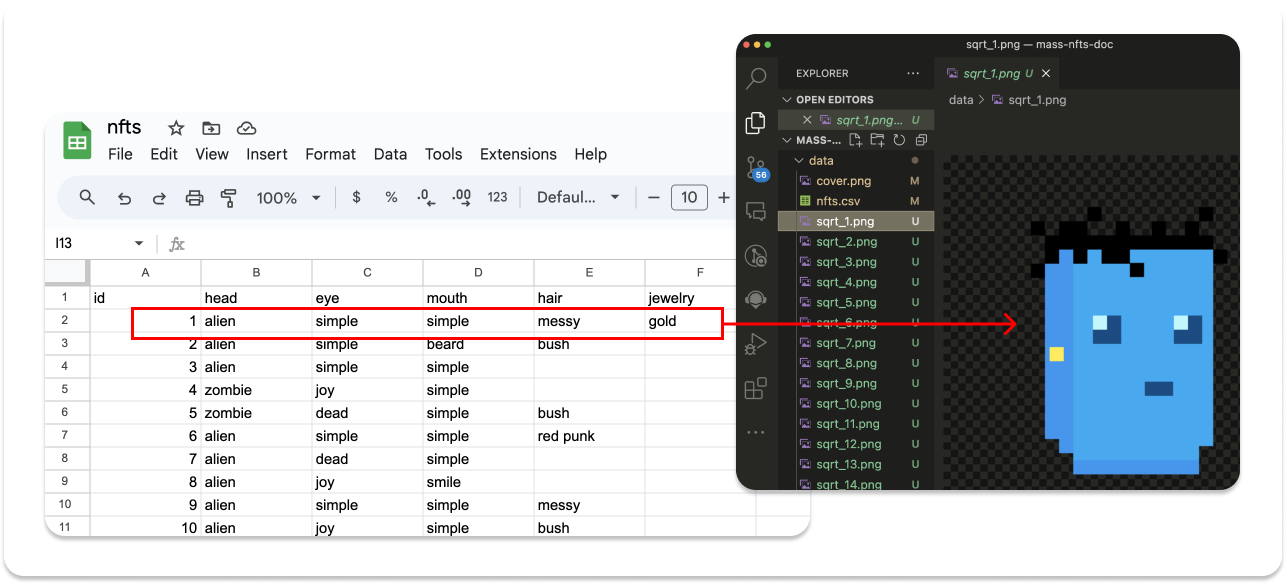 nfts
File Edit View Insert Format Data Tools Extensions Help
100% $ % .0 .00 123 Defaul... − 10 +
I13 fx
A B C D E F
1 id head eye mouth hair jewelry
2 1 alien simple simple messy gold
3 2 alien simple beard bush
4 3 alien simple simple
5 4 zombie joy simple
6 5 zombie dead simple bush
7 6 alien simple simple red punk
8 7 alien dead simple
9 8 alien joy smile
10 9 alien simple simple messy
11 10 alien joy simple bush
sqrt_1.png — mass-nfts-doc
EXPLORER ...
sqrt_1.png U
OPEN EDITORS
sqrt_1.png... U
MASS-...
data
cover.png M
nfts.csv M
sqrt_1.png U
sqrt_2.png U
sqrt_3.png U
sqrt_4.png U
sqrt_5.png U
sqrt_6.png U
sqrt_7.png U
sqrt_8.png U
sqrt_9.png U
sqrt_10.png U
sqrt_11.png U
sqrt_12.png U
sqrt_13.png U
sqrt_14.png U
56
data > sqrt_1.png